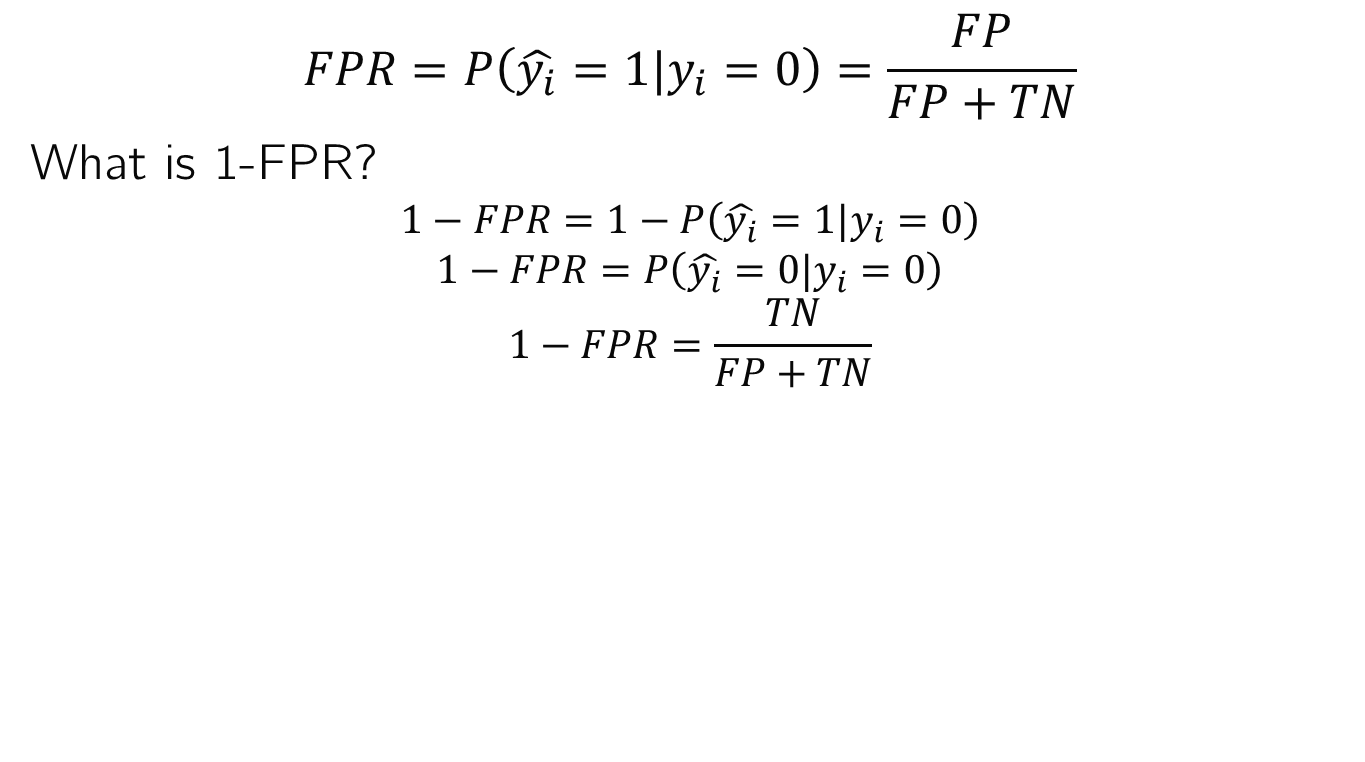 FPR = P(ŷᵢ = 1|yᵢ = 0) = FP / (FP + TN)
What is 1-FPR?
1 − FPR = 1 − P(ŷᵢ = 1|yᵢ = 0)
1 − FPR = P(ŷᵢ = 0|yᵢ = 0)
1 − FPR = TN / (FP + TN)